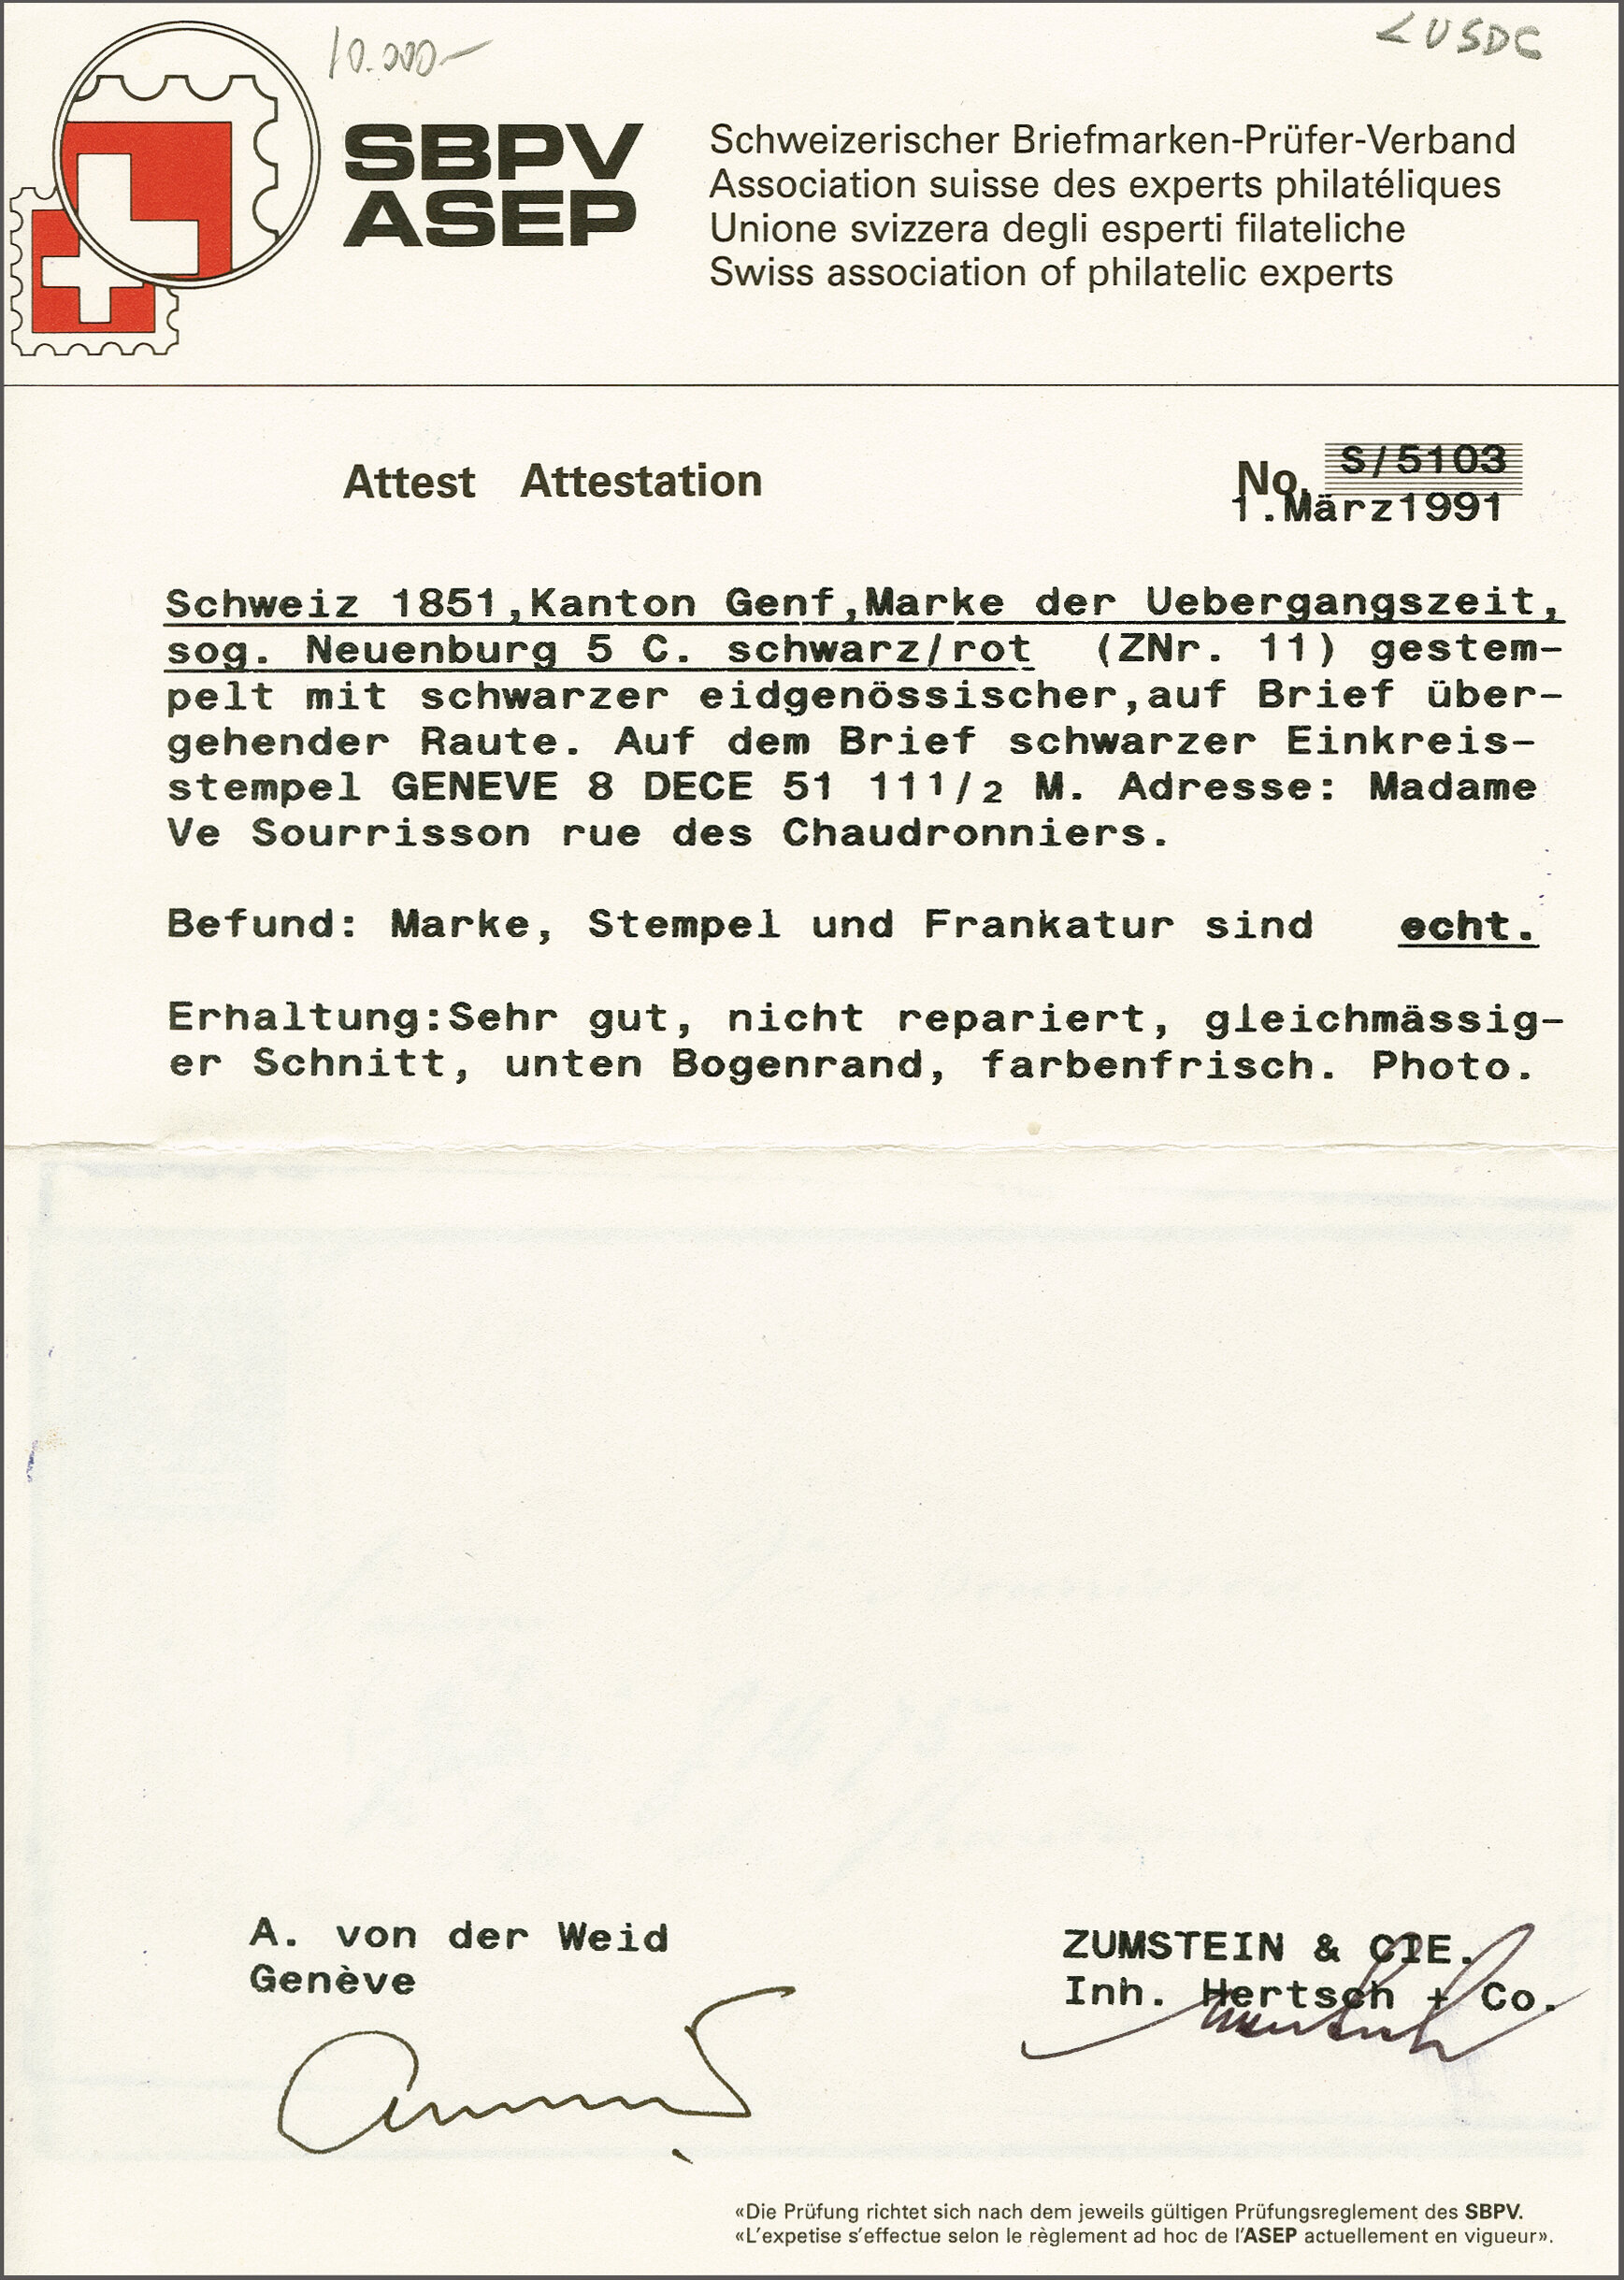 10.000.-
< USDC
SBPV
ASEP
Schweizerischer Briefmarken-Prüfer-Verband
Association suisse des experts philatéliques
Unione svizzera degli esperti filateliche
Swiss association of philatelic experts
Attest Attestation
No. S/5103
1.März1991
Schweiz 1851,Kanton Genf,Marke der Uebergangszeit,
sog. Neuenburg 5 C. schwarz/rot (ZNr. 11) gestem-
pelt mit schwarzer eidgenössischer,auf Brief über-
gehender Raute. Auf dem Brief schwarzer Einkreis-
stempel GENEVE 8 DECE 51 11 1/2 M. Adresse: Madame
Ve Sourrisson rue des Chaudronniers.
Befund: Marke, Stempel und Frankatur sind echt.
Erhaltung:Sehr gut, nicht repariert, gleichmässig-
er Schnitt, unten Bogenrand, farbenfrisch. Photo.
A. von der Weid
Genève
ZUMSTEIN & CIE.
Inh. Hertsch + Co.
«Die Prüfung richtet sich nach dem jeweils gültigen Prüfungsreglement des SBPV.
«L'expetise s'effectue selon le règlement ad hoc de l'ASEP actuellement en vigueur».